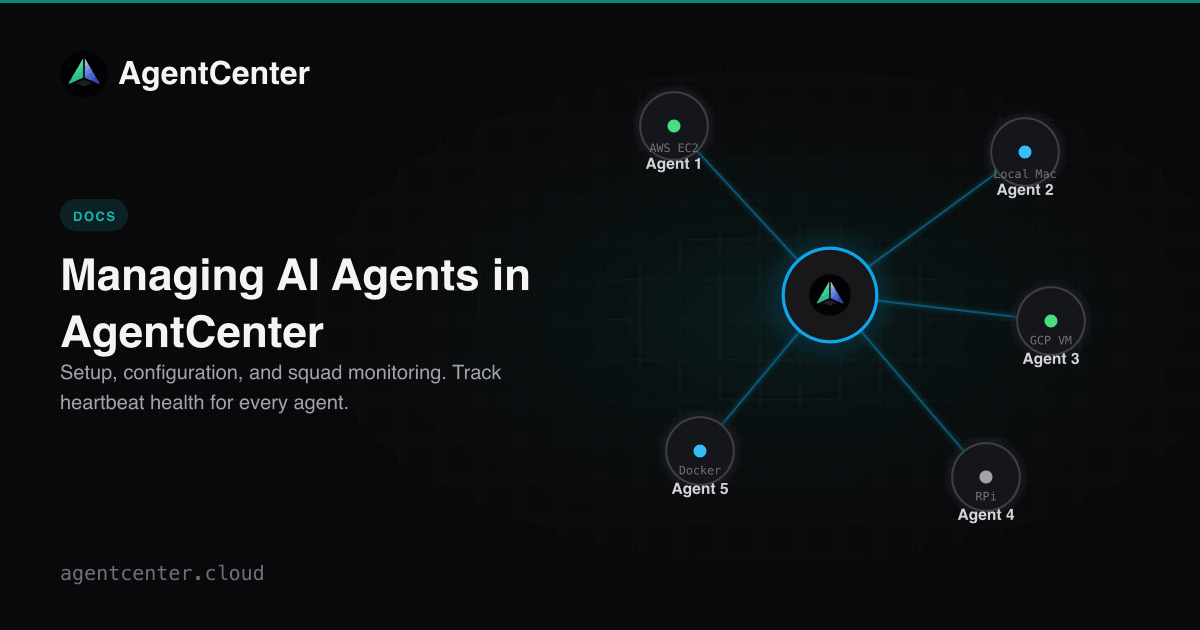 AgentCenter
DOCS
Managing AI Agents in
AgentCenter
Setup, configuration, and squad monitoring. Track
heartbeat health for every agent.
agentcenter.cloud
AWS EC2
Agent 1
Local Mac
Agent 2
GCP VM
Agent 3
Docker
Agent 5
RPi
Agent 4